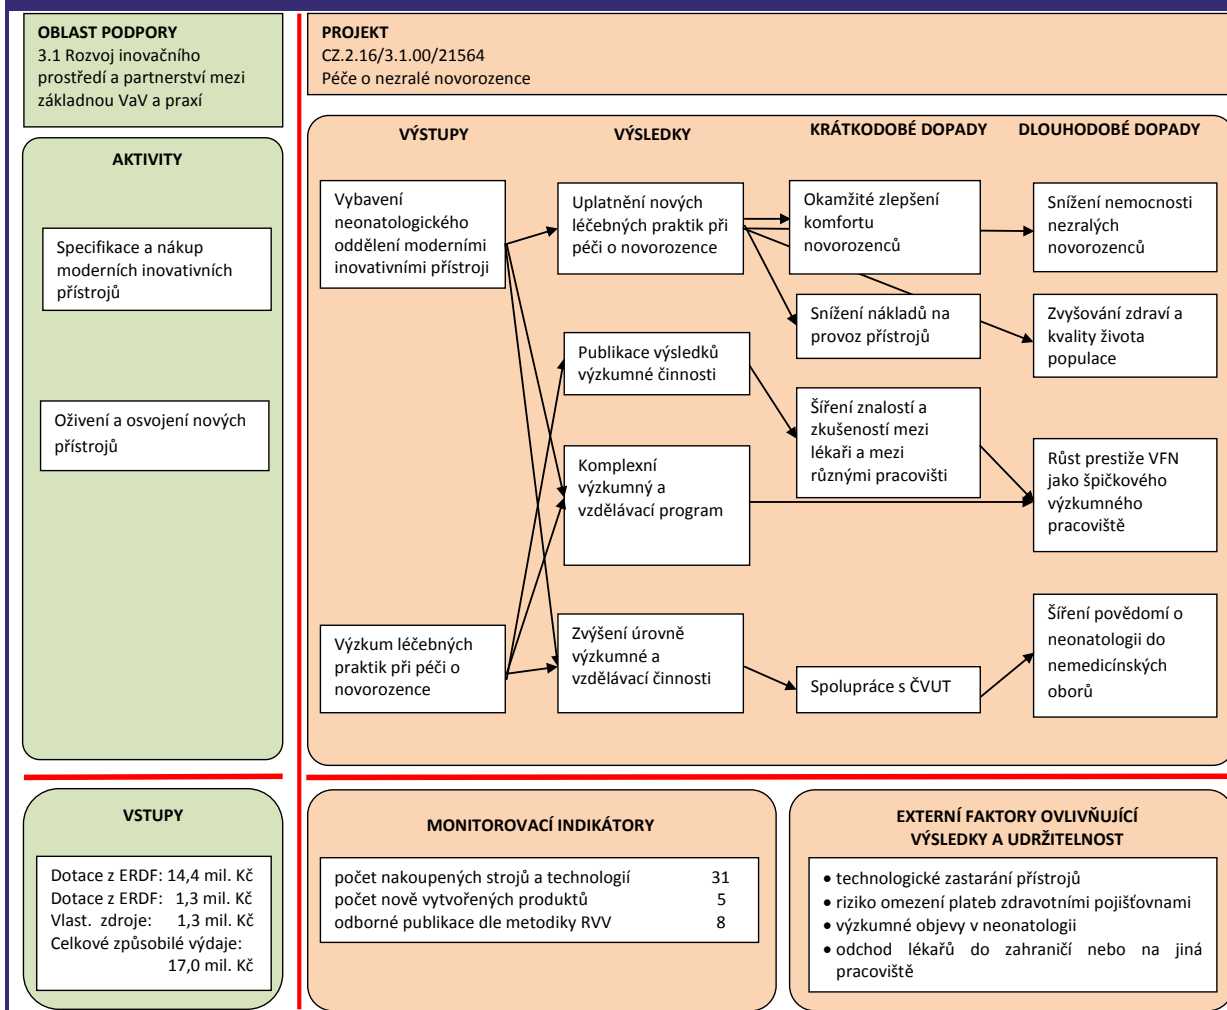 OBLAST PODPORY
3.1 Rozvoj inovačního
prostředí a partnerství mezi
základnou VaV a praxí
PROJEKT
CZ.2.16/3.1.00/21564
Péče o nezralé novorozence
AKTIVITY
Specifikace a nákup
moderních inovativních
přístrojů
Oživení a osvojení nových
přístrojů
VÝSTUPY
Vybavení
neonatologického
oddělení moderními
inovativními přístroji
Výzkum léčebných
praktik při péči o
novorozence
VÝSLEDKY
Uplatnění nových
léčebných praktik při
péči o novorozence
Publikace výsledků
výzkumné činnosti
Komplexní
výzkumný a
vzdělávací program
Zvýšení úrovně
výzkumné a
vzdělávací činnosti
KRÁTKODOBÉ DOPADY
Okamžité zlepšení
komfortu
novorozenců
Snížení nákladů na
provoz přístrojů
Šíření znalostí a
zkušeností mezi
lékaři a mezi
různými pracovišti
Spolupráce s ČVUT
DLOUHODOBÉ DOPADY
Snížení nemocnosti
nezralých
novorozenců
Zvyšování zdraví a
kvality života
populace
Růst prestiže VFN
jako špičkového
výzkumného
pracoviště
Šíření povědomí o
neonatologii do
nemedicínských
oborů
VSTUPY
Dotace z ERDF: 14,4 mil. Kč
Dotace z ERDF: 1,3 mil. Kč
Vlast. zdroje: 1,3 mil. Kč
Celkové způsobilé výdaje:
17,0 mil. Kč
MONITOROVACÍ INDIKÁTORY
počet nakoupených strojů a technologií 31
počet nově vytvořených produktů 5
odborné publikace dle metodiky RVV 8
EXTERNÍ FAKTORY OVLIVŇUJÍCÍ
VÝSLEDKY A UDRŽITELNOST
• technologické zastarání přístrojů
• riziko omezení plateb zdravotními pojišťovnami
• výzkumné objevy v neonatologii
• odchod lékařů do zahraničí nebo na jiná
pracoviště